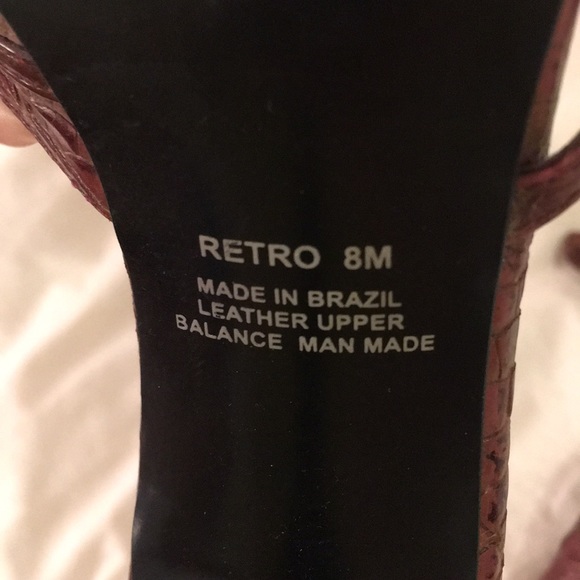 RETRO 8M
MADE IN BRAZIL
LEATHER UPPER
BALANCE MAN MADE